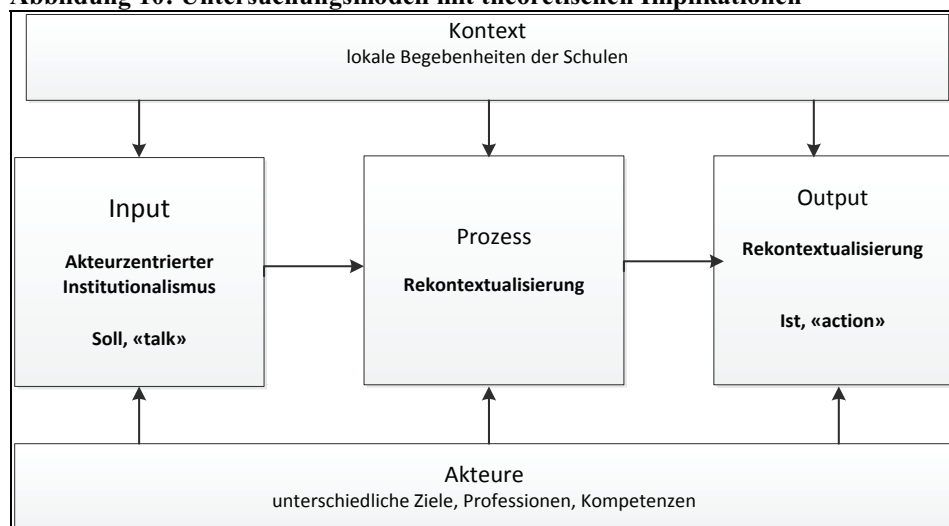 Abbildung 10: Untersuchungsmodell mit theoretischen Implikationen
Kontext
lokale Begebenheiten der Schulen
Input
Akteurzentrierter
Institutionalismus
Soll, «talk»
Prozess
Rekontextualisierung
Output
Rekontextualisierung
Ist, «action»
Akteure
unterschiedliche Ziele, Professionen, Kompetenzen